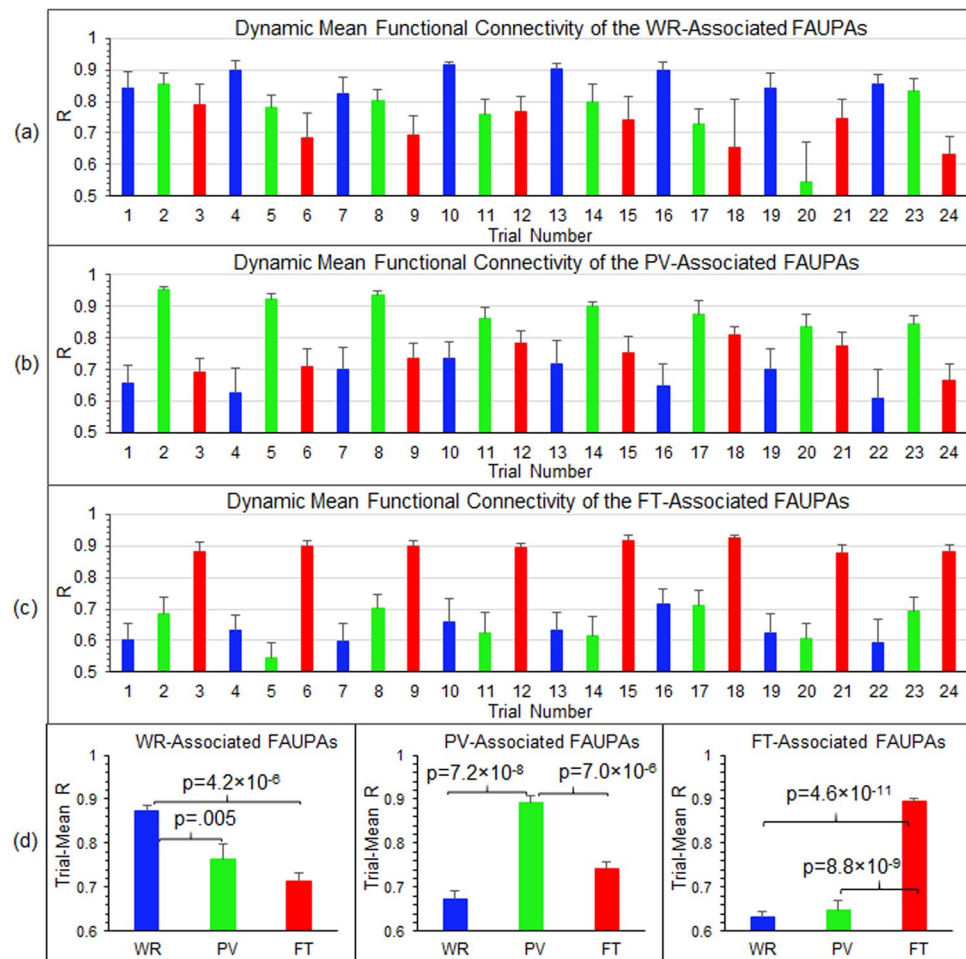 Dynamic Mean Functional Connectivity of the WR-Associated FAUPAs
(a)
R
1
0.9
0.8
0.7
0.6
0.5
1 2 3 4 5 6 7 8 9 10 11 12 13 14 15 16 17 18 19 20 21 22 23 24
Trial Number
Dynamic Mean Functional Connectivity of the PV-Associated FAUPAs
(b)
R
1
0.9
0.8
0.7
0.6
0.5
1 2 3 4 5 6 7 8 9 10 11 12 13 14 15 16 17 18 19 20 21 22 23 24
Trial Number
Dynamic Mean Functional Connectivity of the FT-Associated FAUPAs
(c)
R
1
0.9
0.8
0.7
0.6
0.5
1 2 3 4 5 6 7 8 9 10 11 12 13 14 15 16 17 18 19 20 21 22 23 24
Trial Number
(d)
WR-Associated FAUPAs
Trial-Mean R
1
0.9
0.8
0.7
0.6
p=4.2×10⁻⁶
p=.005
WR PV FT
PV-Associated FAUPAs
Trial-Mean R
1
0.9
0.8
0.7
0.6
p=7.2×10⁻⁸
p=7.0×10⁻⁶
WR PV FT
FT-Associated FAUPAs
Trial-Mean R
1
0.9
0.8
0.7
0.6
p=4.6×10⁻¹¹
p=8.8×10⁻⁹
WR PV FT